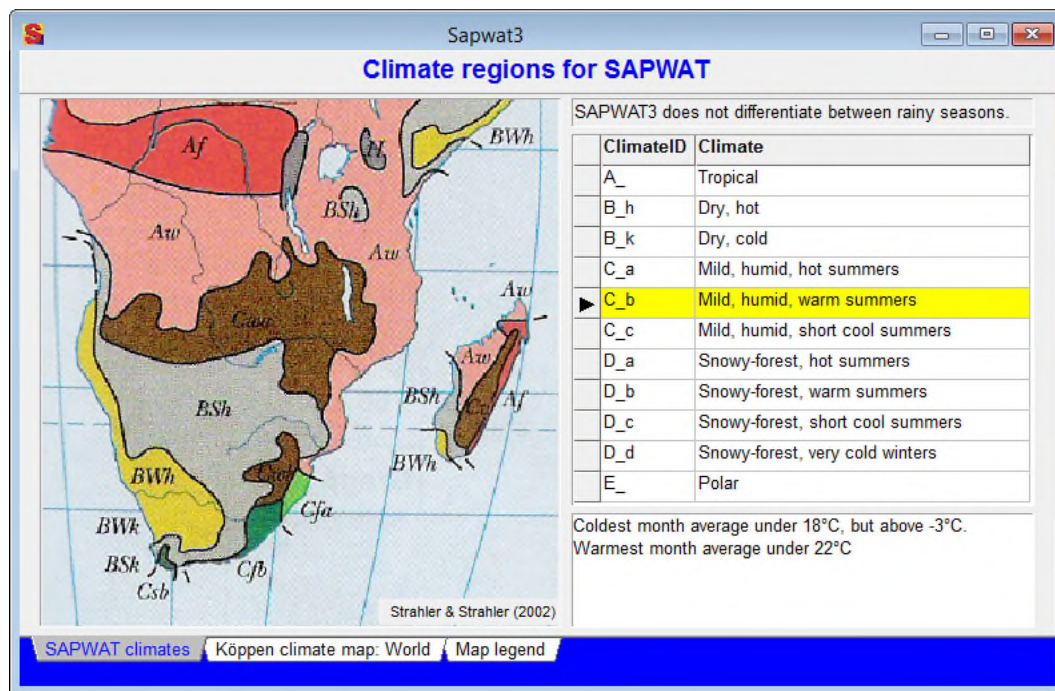 Sapwat3
Climate regions for SAPWAT
SAPWAT3 does not differentiate between rainy seasons.
ClimateID Climate
A_ Tropical
B_h Dry, hot
B_k Dry, cold
C_a Mild, humid, hot summers
C_b Mild, humid, warm summers
C_c Mild, humid, short cool summers
D_a Snowy-forest, hot summers
D_b Snowy-forest, warm summers
D_c Snowy-forest, short cool summers
D_d Snowy-forest, very cold winters
E_ Polar
Coldest month average under 18°C, but above -3°C.
Warmest month average under 22°C
Af
H
BWh
BSh
Aw
Aw
Aw
Aw
BSh
Af
BSh
BWh
BWh
Cfa
BWk
BSk
Csb
Cfb
Strahler & Strahler (2002)
SAPWAT climates
Köppen climate map: World
Map legend